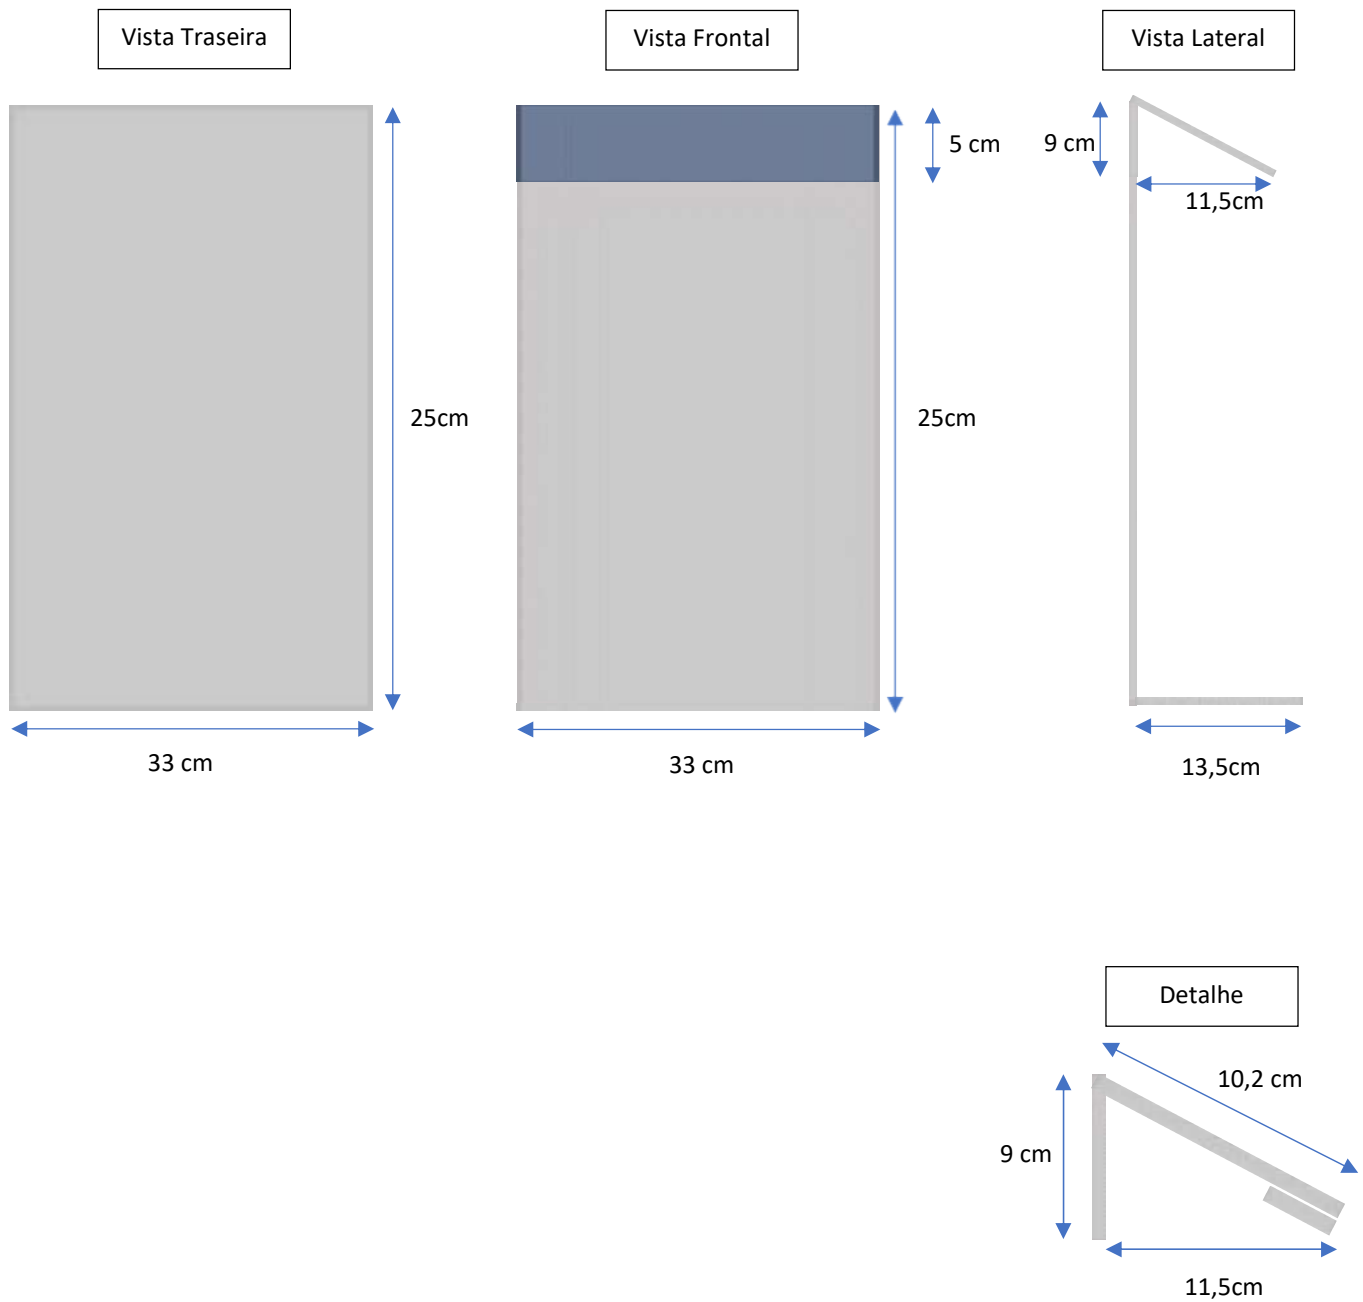 Vista Traseira
Vista Frontal
Vista Lateral
5 cm
9 cm
11,5cm
25cm
25cm
33 cm
33 cm
13,5cm
Detalhe
10,2 cm
9 cm
11,5cm